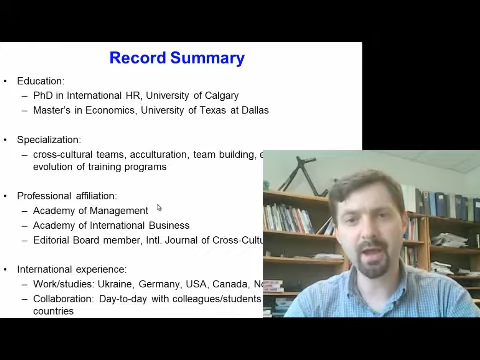 Record Summary
• Education:
– PhD in International HR, University of Calgary
– Master's in Economics, University of Texas at Dallas
• Specialization:
– cross-cultural teams, acculturation, team building,
evolution of training programs
• Professional affiliation:
– Academy of Management
– Academy of International Business
– Editorial Board member, Intl. Journal of
• International experience:
– Work/studies: Ukraine, Germany, USA, Canada,
– Collaboration: Day-to-day with colleagues/students
countries